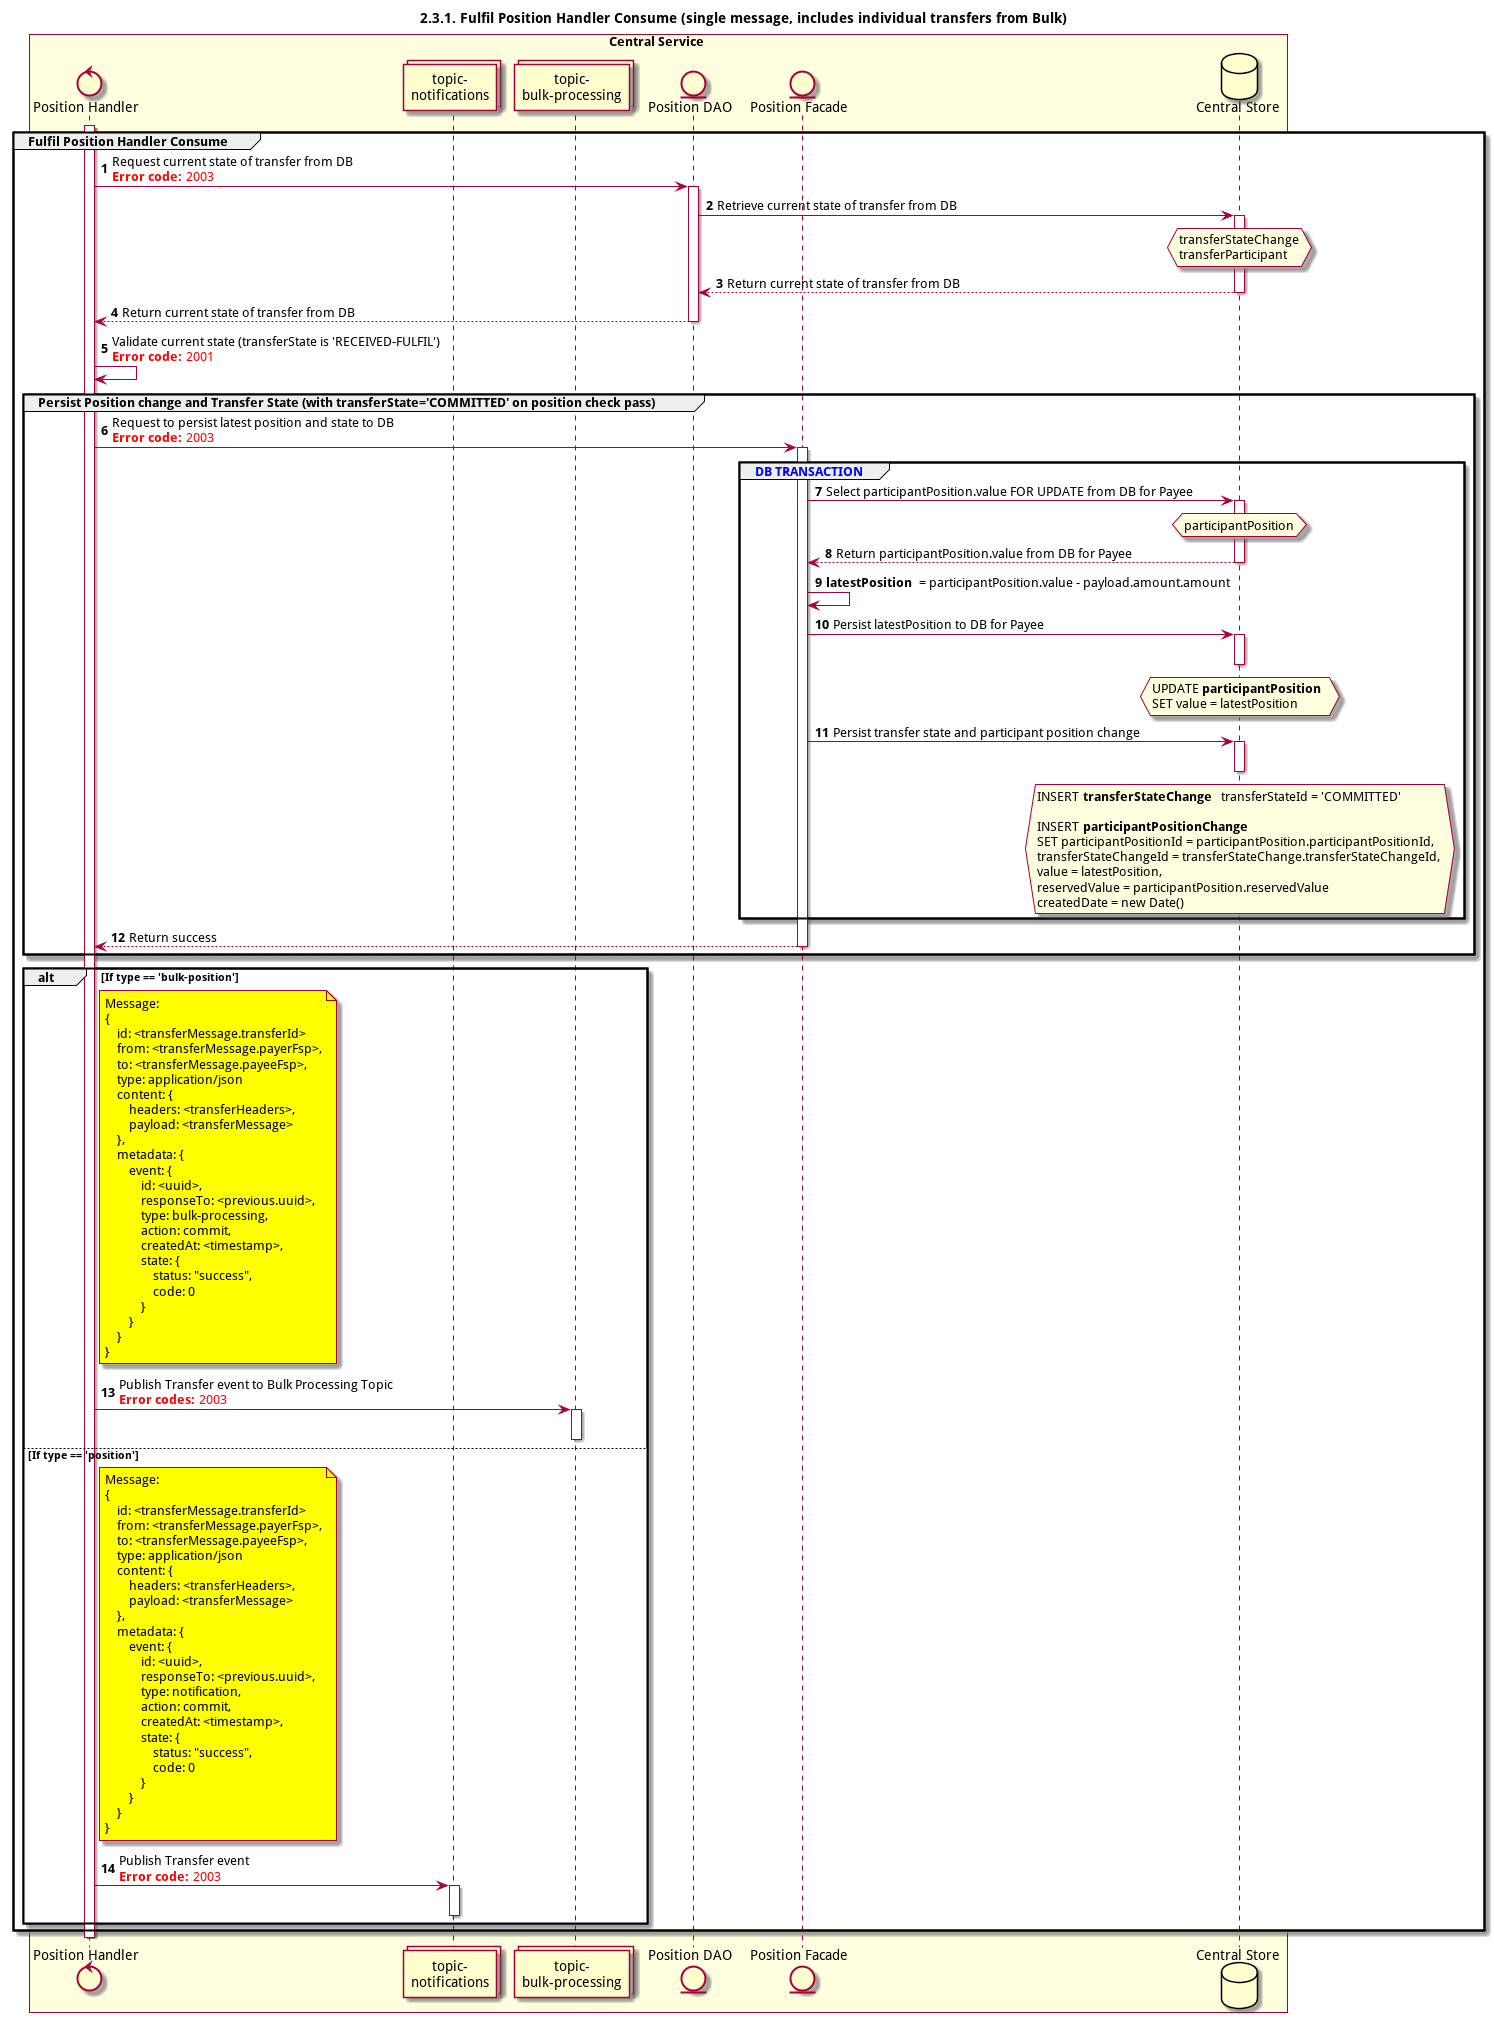 2.3.1. Fulfil Position Handler Consume (single message, includes individual transfers from Bulk)
Central Service
Position Handler
topic-
notifications
topic-
bulk-processing
Position DAO
Position Facade
Central Store
Fulfil Position Handler Consume
1 Request current state of transfer from DB
Error code: 2003
2 Retrieve current state of transfer from DB
transferStateChange
transferParticipant
3 Return current state of transfer from DB
4 Return current state of transfer from DB
5 Validate current state (transferState is 'RECEIVED-FULFIL')
Error code: 2001
Persist Position change and Transfer State (with transferState='COMMITTED' on position check pass)
6 Request to persist latest position and state to DB
Error code: 2003
DB TRANSACTION
7 Select participantPosition.value FOR UPDATE from DB for Payee
participantPosition
8 Return participantPosition.value from DB for Payee
9 latestPosition = participantPosition.value - payload.amount.amount
10 Persist latestPosition to DB for Payee
UPDATE participantPosition
SET value = latestPosition
11 Persist transfer state and participant position change
INSERT transferStateChange transferStateId = 'COMMITTED'
INSERT participantPositionChange
SET participantPositionId = participantPosition.participantPositionId,
transferStateChangeId = transferStateChange.transferStateChangeId,
value = latestPosition,
reservedValue = participantPosition.reservedValue
createdDate = new Date()
12 Return success
alt [If type == 'bulk-position']
Message:
{
id: <transferMessage.transferId>
from: <transferMessage.payerFsp>,
to: <transferMessage.payeeFsp>,
type: application/json
content: {
headers: <transferHeaders>,
payload: <transferMessage>
},
metadata: {
event: {
id: <uuid>,
responseTo: <previous.uuid>,
type: bulk-processing,
action: commit,
createdAt: <timestamp>,
state: {
status: "success",
code: 0
}
}
}
}
13 Publish Transfer event to Bulk Processing Topic
Error codes: 2003
[If type == 'position']
Message:
{
id: <transferMessage.transferId>
from: <transferMessage.payerFsp>,
to: <transferMessage.payeeFsp>,
type: application/json
content: {
headers: <transferHeaders>,
payload: <transferMessage>
},
metadata: {
event: {
id: <uuid>,
responseTo: <previous.uuid>,
type: notification,
action: commit,
createdAt: <timestamp>,
state: {
status: "success",
code: 0
}
}
}
}
14 Publish Transfer event
Error code: 2003
Position Handler
topic-
notifications
topic-
bulk-processing
Position DAO
Position Facade
Central Store